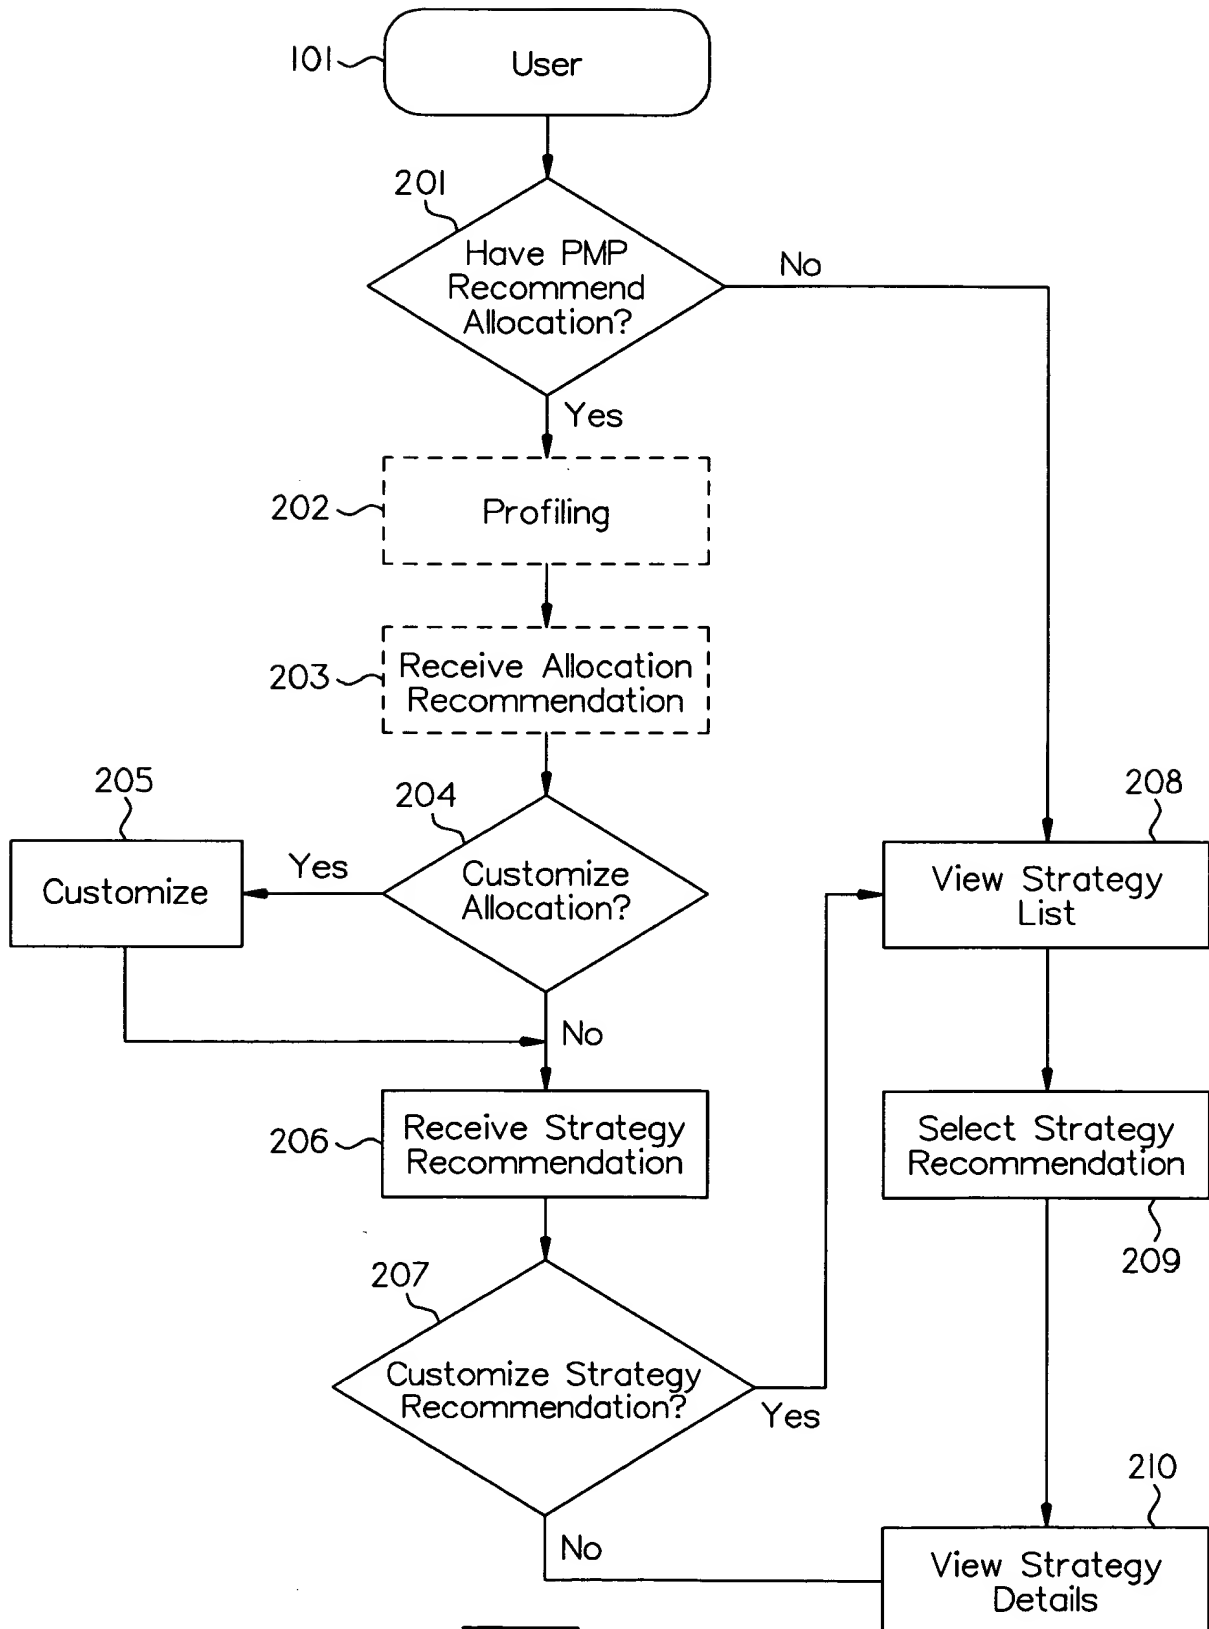 101
User
201
Have PMP
Recommend
Allocation?
No
Yes
202
Profiling
203
Receive Allocation
Recommendation
205
204
208
Customize
Yes
Customize
Allocation?
View Strategy
List
No
206
Receive Strategy
Recommendation
Select Strategy
Recommendation
209
207
Customize Strategy
Recommendation?
Yes
210
No
View Strategy
Details